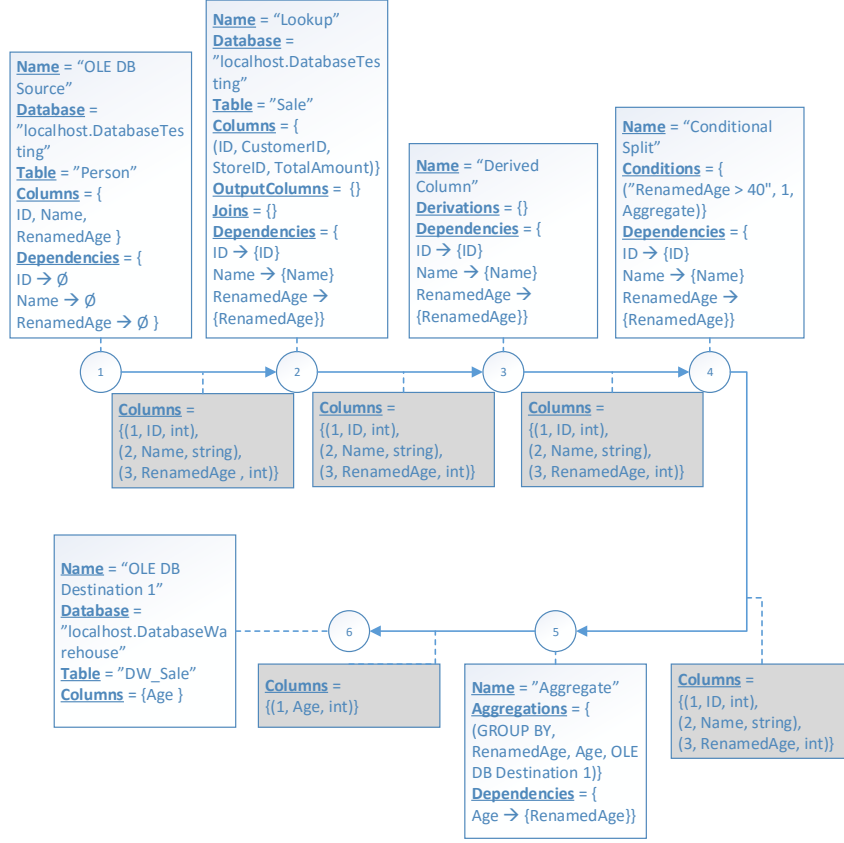 Name = “OLE DB
Source”
Database =
”localhost.DatabaseTes
ting”
Table = ”Person”
Columns = {
ID, Name,
RenamedAge }
Dependencies = {
ID → Ø
Name → Ø
RenamedAge → Ø }
Name = “Lookup”
Database =
”localhost.DatabaseTes
ting”
Table = ”Sale”
Columns = {
(ID, CustomerID,
StoreID, TotalAmount)}
OutputColumns = {}
Joins = {}
Dependencies = {
ID → {ID}
Name → {Name}
RenamedAge →
{RenamedAge}}
Name = “Derived
Column”
Derivations = {}
Dependencies = {
ID → {ID}
Name → {Name}
RenamedAge →
{RenamedAge}}
Name = “Conditional
Split”
Conditions = {
(”RenamedAge > 40", 1,
Aggregate)}
Dependencies = {
ID → {ID}
Name → {Name}
RenamedAge →
{RenamedAge}}
1
2
3
4
Columns =
{(1, ID, int),
(2, Name, string),
(3, RenamedAge , int)}
Columns =
{(1, ID, int),
(2, Name, string),
(3, RenamedAge, int)}
Columns =
{(1, ID, int),
(2, Name, string),
(3, RenamedAge, int)}
Name = “OLE DB
Destination 1”
Database =
”localhost.DatabaseWa
rehouse”
Table = ”DW_Sale”
Columns = {Age }
6
5
Columns =
{(1, Age, int)}
Name = ”Aggregate”
Aggregations = {
(GROUP BY,
RenamedAge, Age, OLE
DB Destination 1)}
Dependencies = {
Age → {RenamedAge}}
Columns =
{(1, ID, int),
(2, Name, string),
(3, RenamedAge, int)}